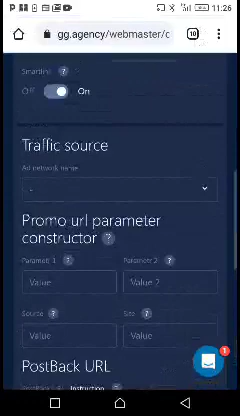 11:26
gg.agency/webmaster/c
10
Smartlink ?
Off On
Traffic source
Ad network name
-
Promo url parameter
constructor ?
Parameter 1 ? Parameter 2 ?
Value Value 2
Source ? Site ?
Value Value
1
PostBack URL
Instruction